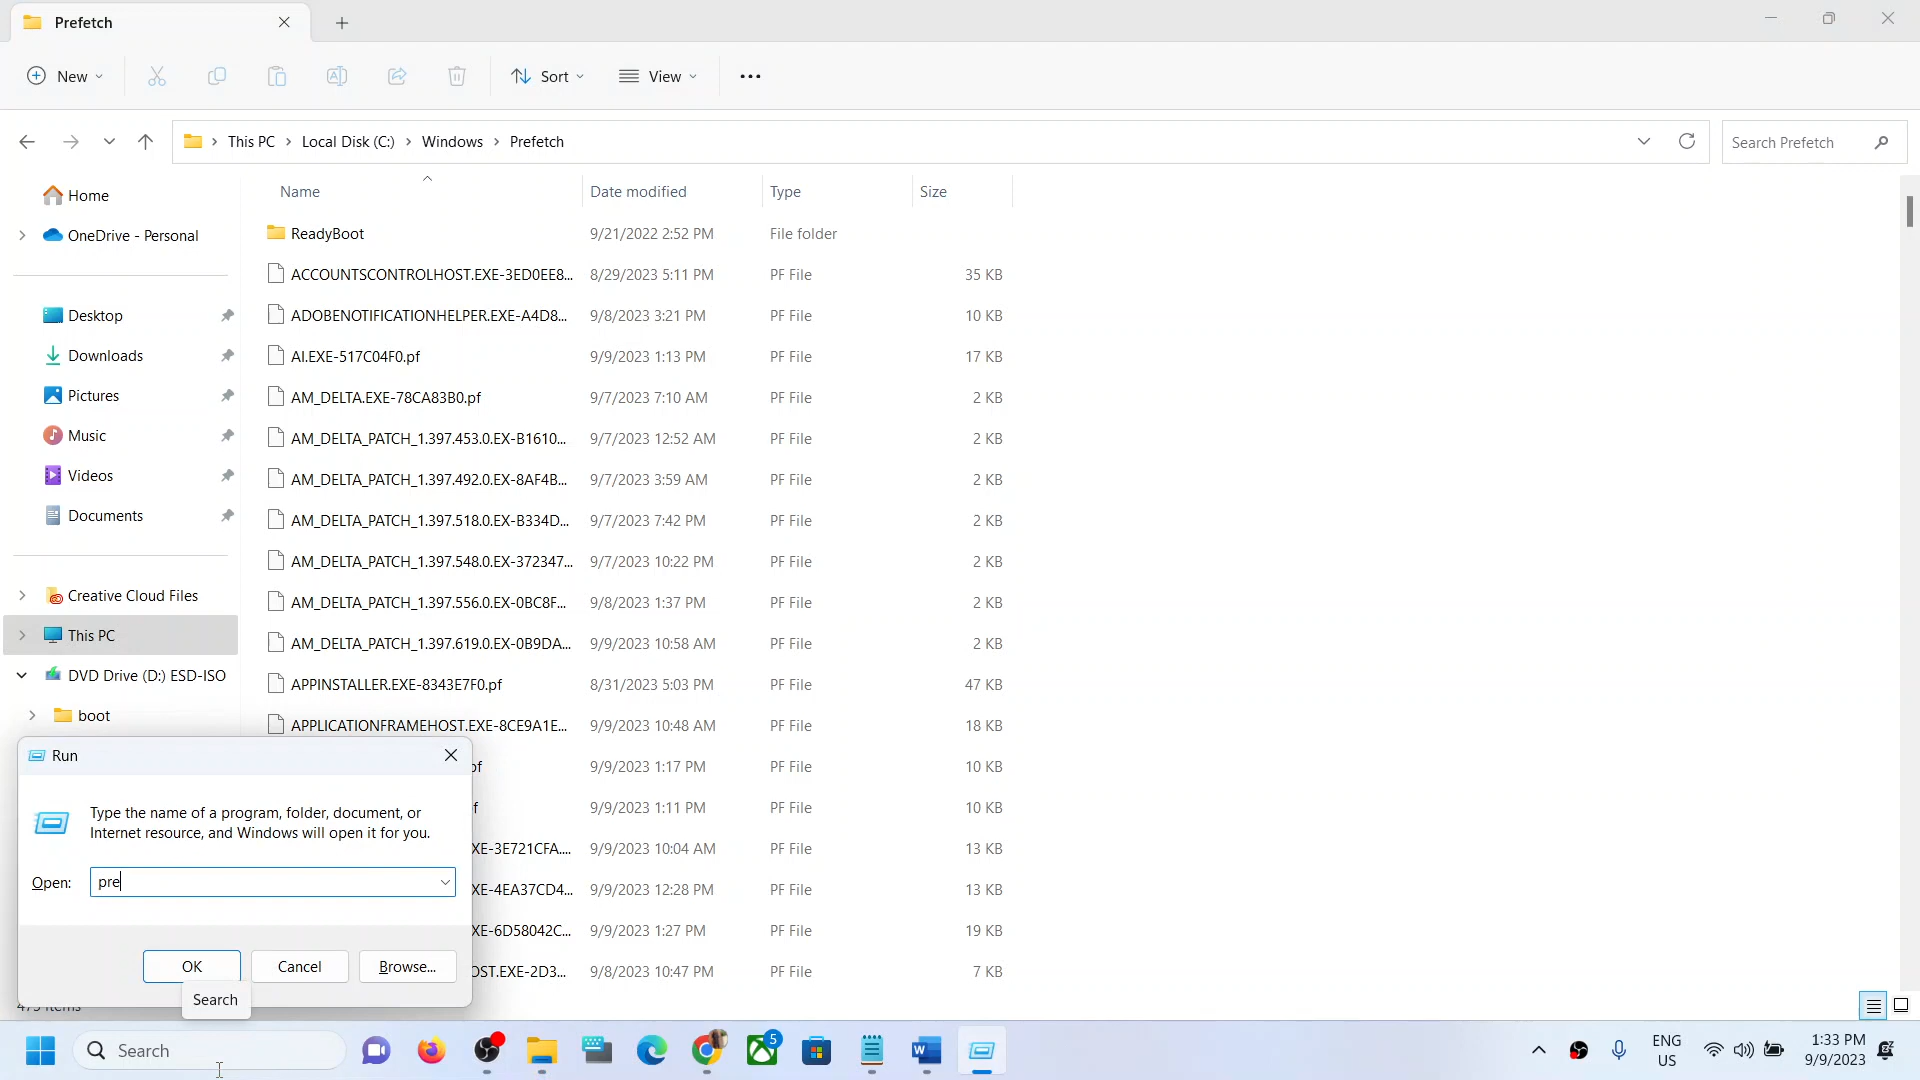 Prefetch
New
Sort
View
This PC
Local Disk (C:)
Windows
Prefetch
Search Prefetch
Name
Date modified
Type
Size
Home
OneDrive - Personal
Desktop
Downloads
Pictures
Music
Videos
Documents
Creative Cloud Files
This PC
DVD Drive (D:) ESD-ISO
boot
ReadyBoot 9/21/2022 2:52 PM File folder
ACCOUNTSCONTROLHOST.EXE-3ED0EE8... 8/29/2023 5:11 PM PF File 35 KB
ADOBENOTIFICATIONHELPER.EXE-A4D8... 9/8/2023 3:21 PM PF File 10 KB
AI.EXE-517C04F0.pf 9/9/2023 1:13 PM PF File 17 KB
AM_DELTA.EXE-78CA83B0.pf 9/7/2023 7:10 AM PF File 2 KB
AM_DELTA_PATCH_1.397.453.0.EX-B1610... 9/7/2023 12:52 AM PF File 2 KB
AM_DELTA_PATCH_1.397.492.0.EX-8AF4B... 9/7/2023 3:59 AM PF File 2 KB
AM_DELTA_PATCH_1.397.518.0.EX-B334D... 9/7/2023 7:42 PM PF File 2 KB
AM_DELTA_PATCH_1.397.548.0.EX-372347... 9/7/2023 10:22 PM PF File 2 KB
AM_DELTA_PATCH_1.397.556.0.EX-0BC8F... 9/8/2023 1:37 PM PF File 2 KB
AM_DELTA_PATCH_1.397.619.0.EX-0B9DA... 9/9/2023 10:58 AM PF File 2 KB
APPINSTALLER.EXE-8343E7F0.pf 8/31/2023 5:03 PM PF File 47 KB
APPLICATIONFRAMEHOST.EXE-8CE9A1E... 9/9/2023 10:48 AM PF File 18 KB
pf 9/9/2023 1:17 PM PF File 10 KB
f 9/9/2023 1:11 PM PF File 10 KB
XE-3E721CFA.... 9/9/2023 10:04 AM PF File 13 KB
XE-4EA37CD4... 9/9/2023 12:28 PM PF File 13 KB
XE-6D58042C... 9/9/2023 1:27 PM PF File 19 KB
OST.EXE-2D3... 9/8/2023 10:47 PM PF File 7 KB
Run
Type the name of a program, folder, document, or
Internet resource, and Windows will open it for you.
Open: pre
OK
Cancel
Browse...
Search
Search
5
ENG
US
1:33 PM
9/9/2023